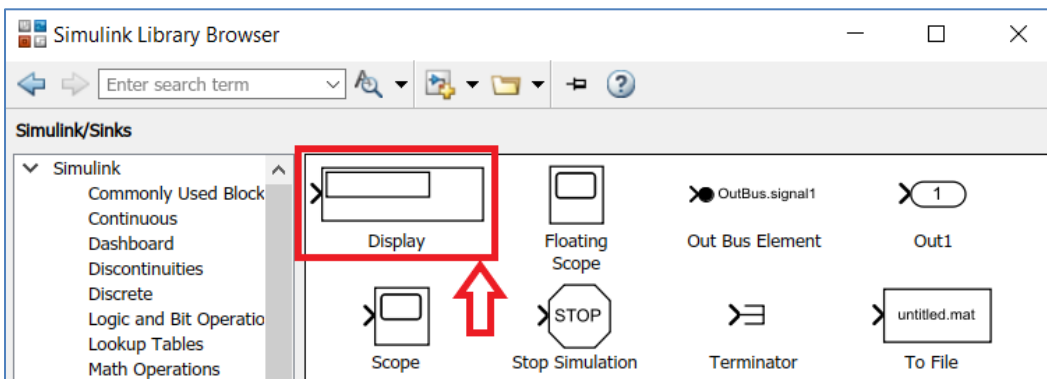 Simulink Library Browser
Enter search term
Simulink/Sinks
Simulink
Commonly Used Block
Continuous
Dashboard
Discontinuities
Discrete
Logic and Bit Operatio
Lookup Tables
Math Operations
Display
Floating
Scope
OutBus.signal1
Out Bus Element
1
Out1
Scope
STOP
Stop Simulation
Terminator
untitled.mat
To File